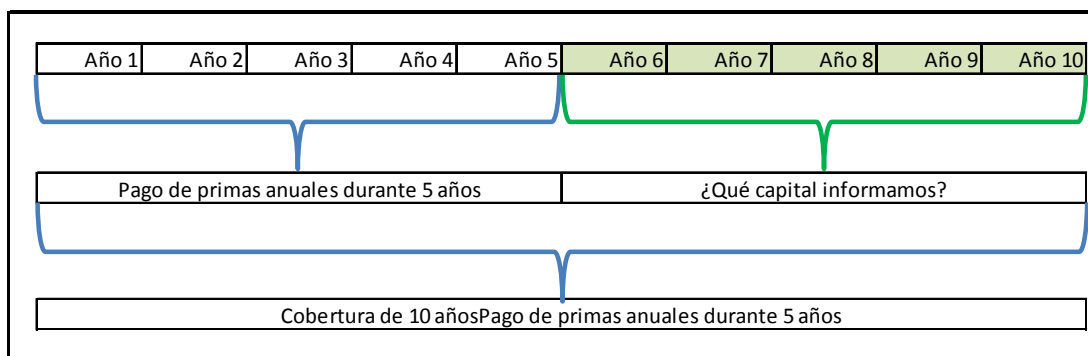 Año 1 Año 2 Año 3 Año 4 Año 5 Año 6 Año 7 Año 8 Año 9 Año 10
Pago de primas anuales durante 5 años ¿Qué capital informamos?
Cobertura de 10 añosPago de primas anuales durante 5 años